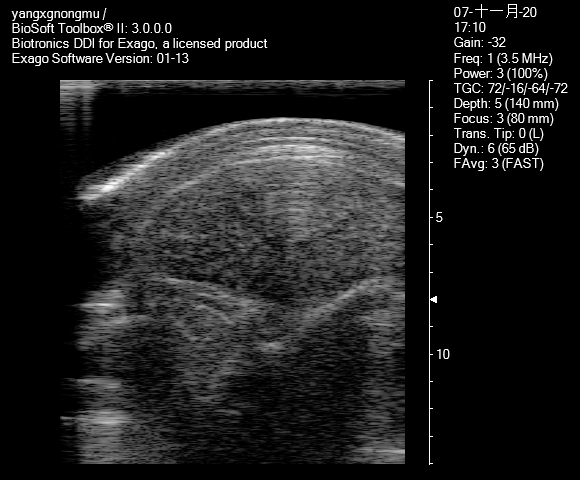 yangxgnongmu /
BioSoft Toolbox® II: 3.0.0.0
Biotronics DDI for Exago, a licensed product
Exago Software Version: 01-13
07-十一月-20
17:10
Gain: -32
Freq: 1 (3.5 MHz)
Power: 3 (100%)
TGC: 72/-16/-64/-72
Depth: 5 (140 mm)
Focus: 3 (80 mm)
Trans. Tip: 0 (L)
Dyn.: 6 (65 dB)
FAvg: 3 (FAST)
5
10